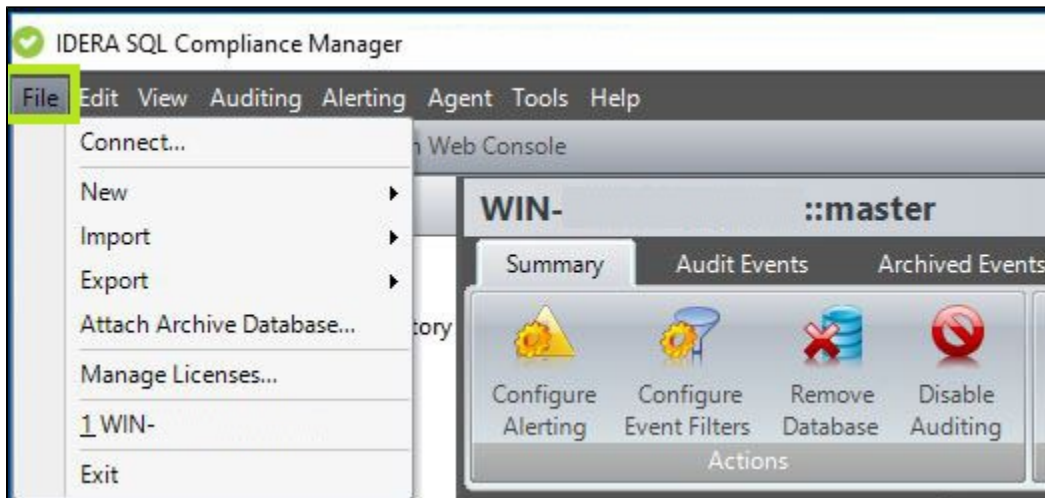 IDERA SQL Compliance Manager
File Edit View Auditing Alerting Agent Tools Help
Connect...
Web Console
New
Import
Export
Attach Archive Database...
Manage Licenses...
1 WIN-
Exit
WIN- ::master
Summary Audit Events Archived Events
Configure Alerting
Configure Event Filters
Remove Database
Disable Auditing
Actions